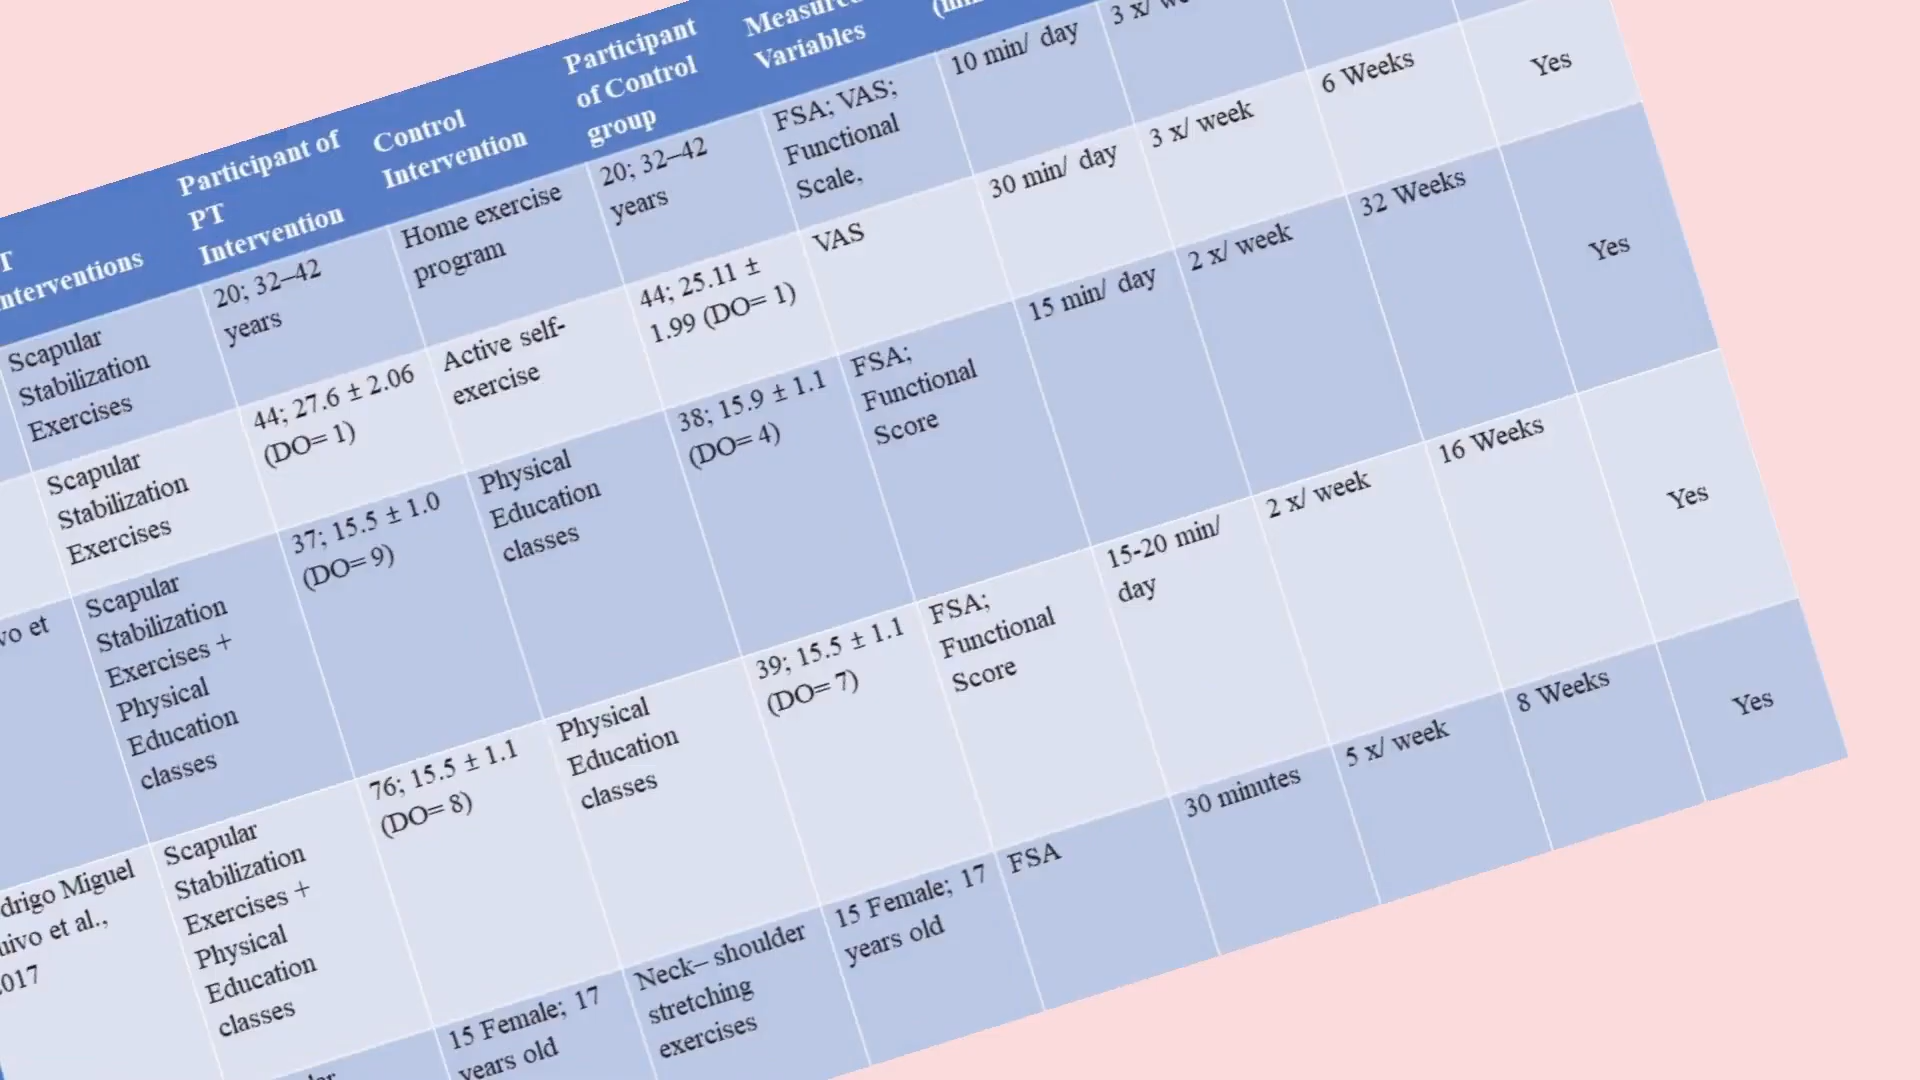 Interventions
Participant of
PT
Intervention
Control
Intervention
Participant
of Control
group
Measured
Variables
Scapular
Stabilization
Exercises
20; 32–42
years
Home exercise
program
20; 32–42
years
FSA; VAS;
Functional
Scale,
10 min/ day
3 x/
Scapular
Stabilization
Exercises
44; 27.6 ± 2.06
(DO= 1)
Active self-
exercise
44; 25.11 ±
1.99 (DO= 1)
VAS
30 min/ day
3 x/ week
6 Weeks
Yes
vo et
Scapular
Stabilization
Exercises +
Physical
Education
classes
37; 15.5 ± 1.0
(DO= 9)
Physical
Education
classes
38; 15.9 ± 1.1
(DO= 4)
FSA;
Functional
Score
15 min/ day
2 x/ week
32 Weeks
Yes
drigo Miguel
uivo et al.,
017
Scapular
Stabilization
Exercises +
Physical
Education
classes
76; 15.5 ± 1.1
(DO= 8)
Physical
Education
classes
39; 15.5 ± 1.1
(DO= 7)
FSA;
Functional
Score
15-20 min/
day
2 x/ week
16 Weeks
Yes
15 Female; 17
years old
Neck– shoulder
stretching
exercises
15 Female; 17
years old
FSA
30 minutes
5 x/ week
8 Weeks
Yes